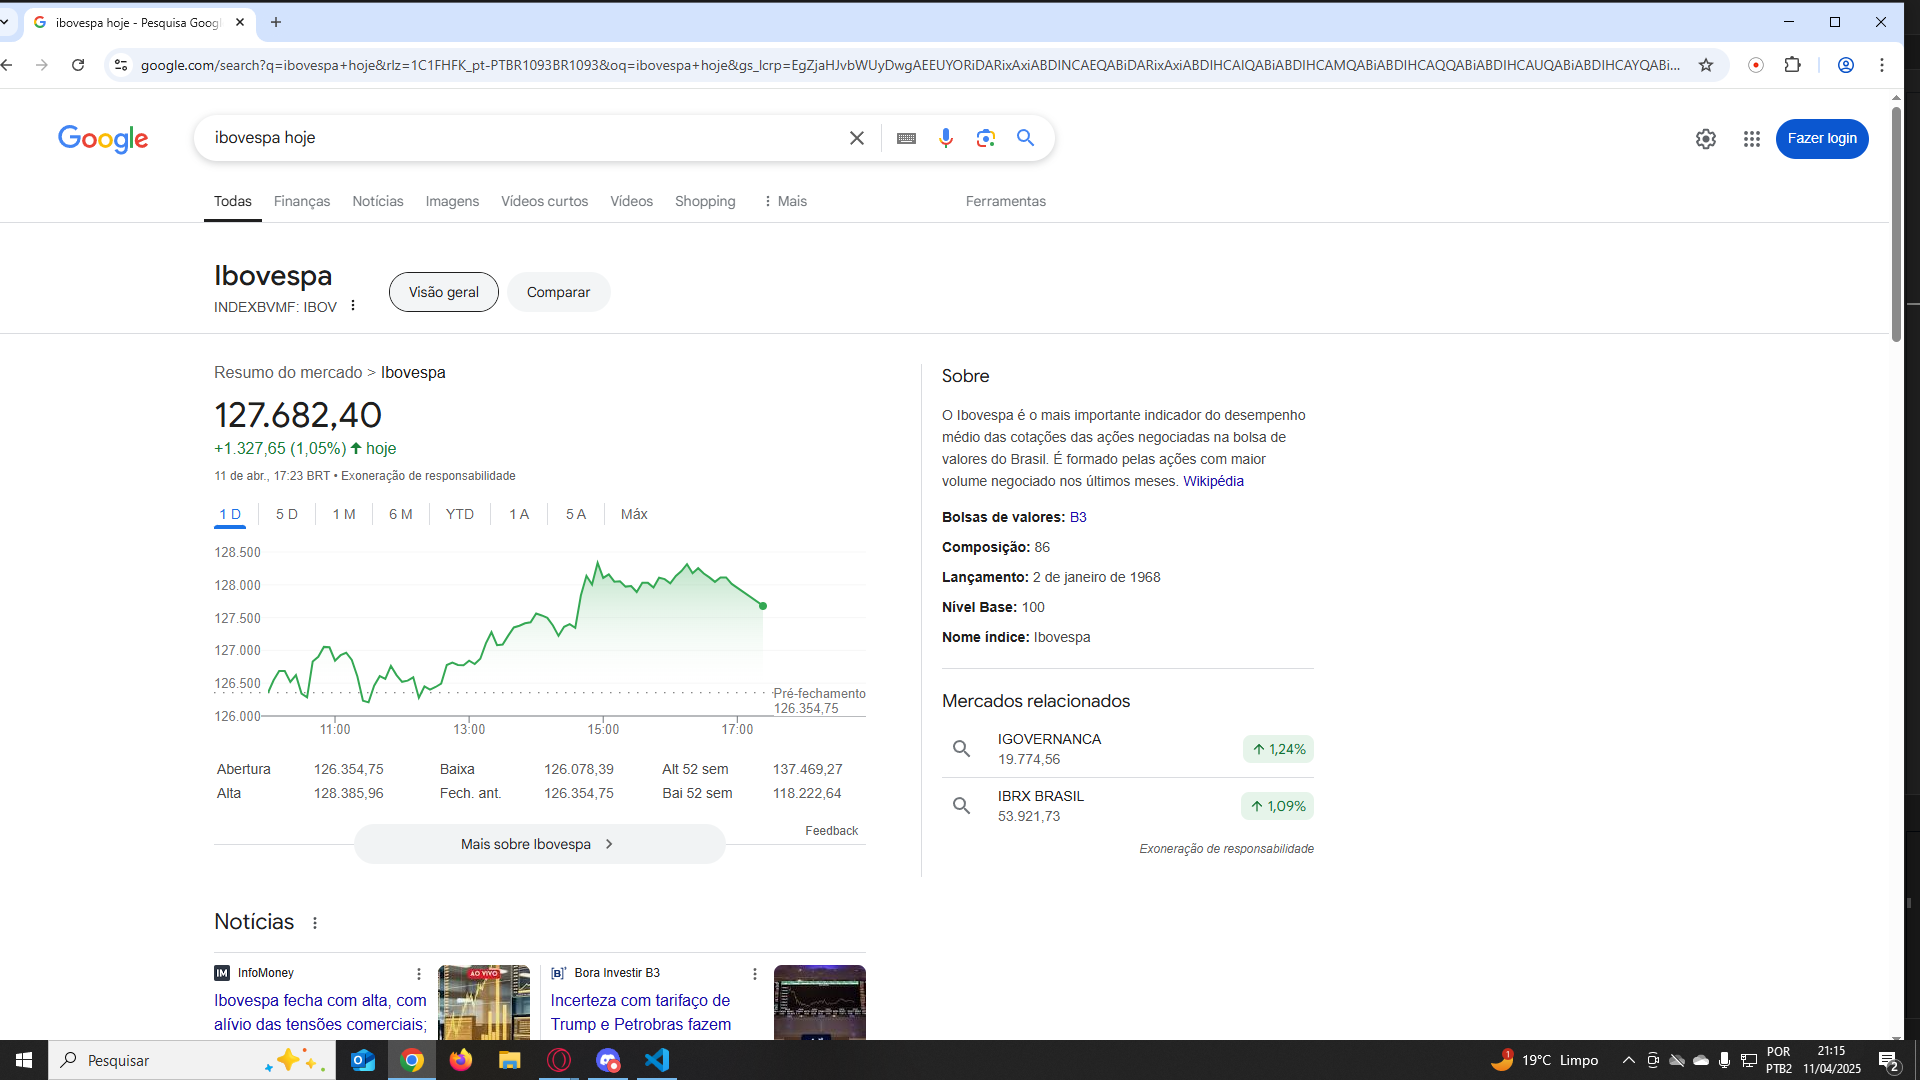 ibovespa hoje - Pesquisa Goog
google.com/search?q=ibovespa+hoje&rlz=1C1FHFK_pt-PTBR1093BR1093&oq=ibovespa+hoje&gs_lcrp=EgZjaHJvbWUyDwgAEEUYORiDARixAxiABDINCAEQABiDARixAxiABDIHCAIQABiABDIHCAMQABiABDIHCAQQABiABDIHCAUQABiABDIHCAYQABi...
Google
ibovespa hoje
Fazer login
Todas
Finanças
Notícias
Imagens
Vídeos curtos
Vídeos
Shopping
Mais
Ferramentas
Ibovespa
INDEXBVMF: IBOV
Visão geral
Comparar
Resumo do mercado > Ibovespa
127.682,40
+1.327,65 (1,05%) hoje
11 de abr., 17:23 BRT • Exoneração de responsabilidade
1 D
5 D
1 M
6 M
YTD
1 A
5 A
Máx
128.500
128.000
127.500
127.000
126.500
126.000
Pré-fechamento
126.354,75
11:00
13:00
15:00
17:00
Abertura 126.354,75 Baixa 126.078,39 Alt 52 sem 137.469,27
Alta 128.385,96 Fech. ant. 126.354,75 Bai 52 sem 118.222,64
Feedback
Mais sobre Ibovespa
Sobre
O Ibovespa é o mais importante indicador do desempenho
médio das cotações das ações negociadas na bolsa de
valores do Brasil. É formado pelas ações com maior
volume negociado nos últimos meses. Wikipédia
Bolsas de valores: B3
Composição: 86
Lançamento: 2 de janeiro de 1968
Nível Base: 100
Nome índice: Ibovespa
Mercados relacionados
IGOVERNANCA
19.774,56
1,24%
IBRX BRASIL
53.921,73
1,09%
Exoneração de responsabilidade
Notícias
IM InfoMoney
Ibovespa fecha com alta, com
alívio das tensões comerciais;
AO VIVO
[B]³ Bora Investir B3
Incerteza com tarifaço de
Trump e Petrobras fazem
Pesquisar
1
19°C Limpo
POR
PTB2
21:15
11/04/2025
2